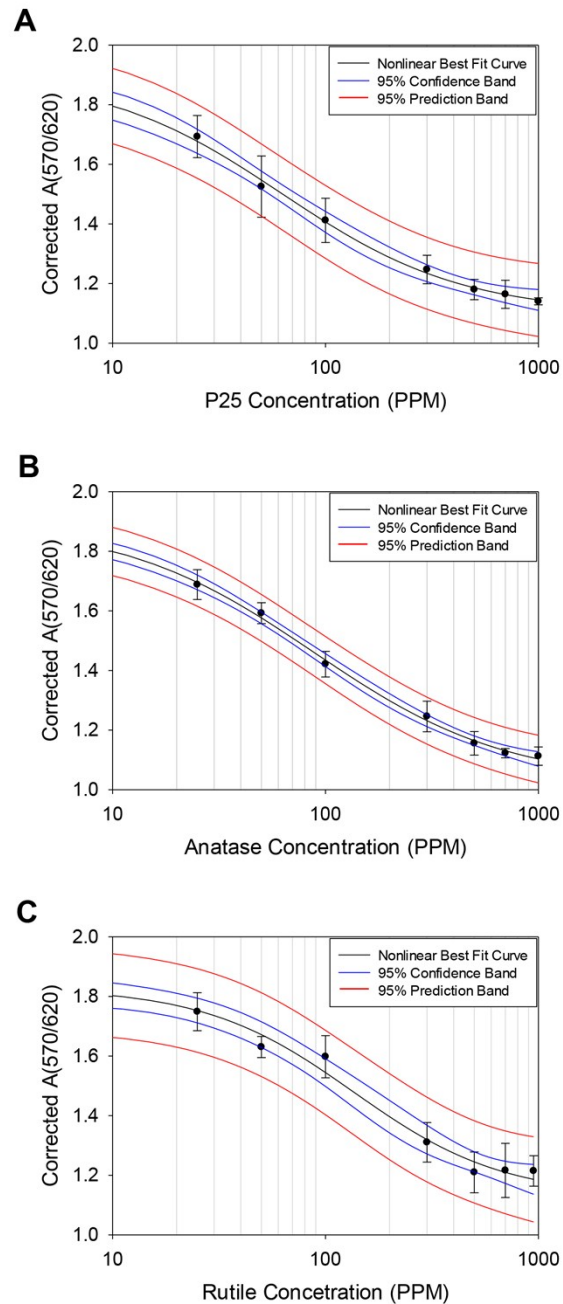 A
2.0
1.8
1.6
1.4
1.2
1.0
Corrected A(570/620)
Nonlinear Best Fit Curve
95% Confidence Band
95% Prediction Band
10
100
1000
P25 Concentration (PPM)
B
2.0
1.8
1.6
1.4
1.2
1.0
Corrected A(570/620)
Nonlinear Best Fit Curve
95% Confidence Band
95% Prediction Band
10
100
1000
Anatase Concentration (PPM)
C
2.0
1.8
1.6
1.4
1.2
1.0
Corrected A(570/620)
Nonlinear Best Fit Curve
95% Confidence Band
95% Prediction Band
10
100
1000
Rutile Concetration (PPM)